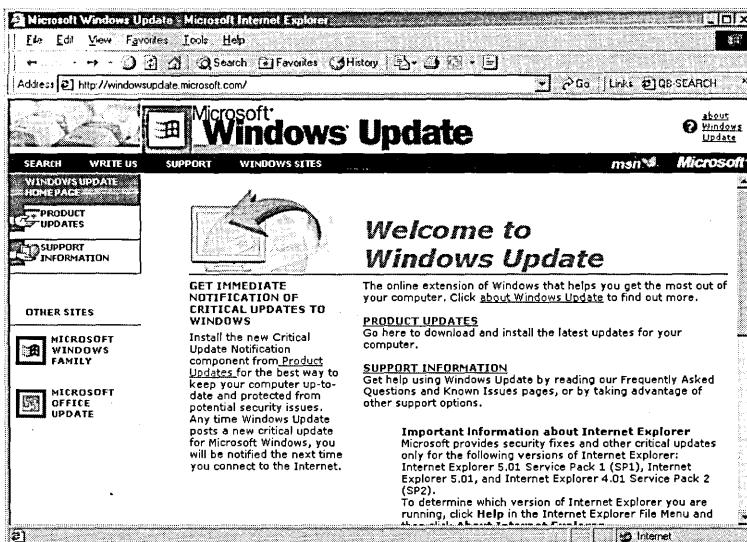 Microsoft Windows Update - Microsoft Internet Explorer
File Edit View Favorites Tools Help
Search Favorites History
Address http://windowsupdate.microsoft.com/ Go Links QB-SEARCH
Microsoft
Windows Update
about
Windows
Update
SEARCH WRITE US SUPPORT WINDOWS SITES msn Microsoft
WINDOWS UPDATE
HOME PAGE
PRODUCT
UPDATES
SUPPORT
INFORMATION
OTHER SITES
MICROSOFT
WINDOWS
FAMILY
MICROSOFT
OFFICE
UPDATE
GET IMMEDIATE
NOTIFICATION OF
CRITICAL UPDATES TO
WINDOWS
Install the new Critical
Update Notification
component from Product
Updates for the best way to
keep your computer up-to-
date and protected from
potential security issues.
Any time Windows Update
posts a new critical update
for Microsoft Windows, you
will be notified the next time
you connect to the Internet.
Welcome to
Windows Update
The online extension of Windows that helps you get the most out of
your computer. Click about Windows Update to find out more.
PRODUCT UPDATES
Go here to download and install the latest updates for your
computer.
SUPPORT INFORMATION
Get help using Windows Update by reading our Frequently Asked
Questions and Known Issues pages, or by taking advantage of
other support options.
Important Information about Internet Explorer
Microsoft provides security fixes and other critical updates
only for the following versions of Internet Explorer:
Internet Explorer 5.01 Service Pack 1 (SP1), Internet
Explorer 5.01, and Internet Explorer 4.01 Service Pack 2
(SP2).
To determine which version of Internet Explorer you are
running, click Help in the Internet Explorer File Menu and
then click About Internet Explorer
Internet